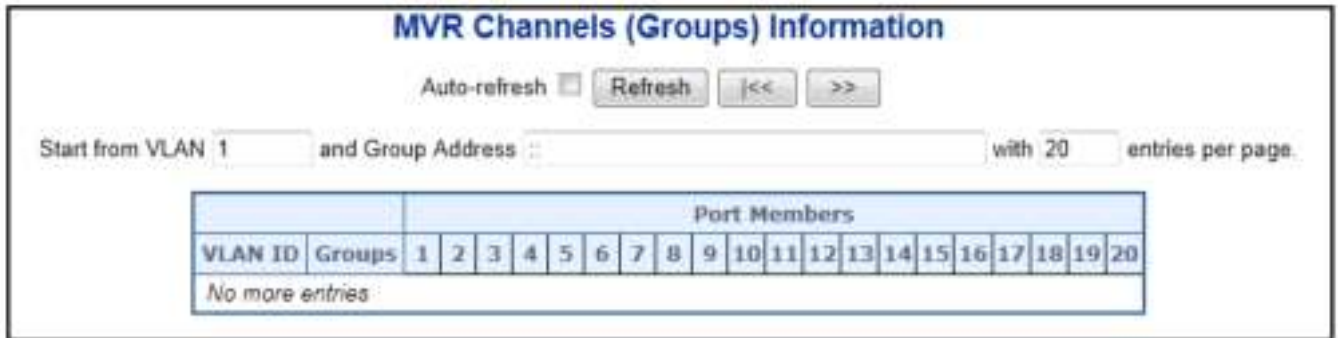 MVR Channels (Groups) Information
Auto-refresh Refresh |<< >>
Start from VLAN 1 and Group Address :: with 20 entries per page.
Port Members
VLAN ID Groups 1 2 3 4 5 6 7 8 9 10 11 12 13 14 15 16 17 18 19 20
No more entries